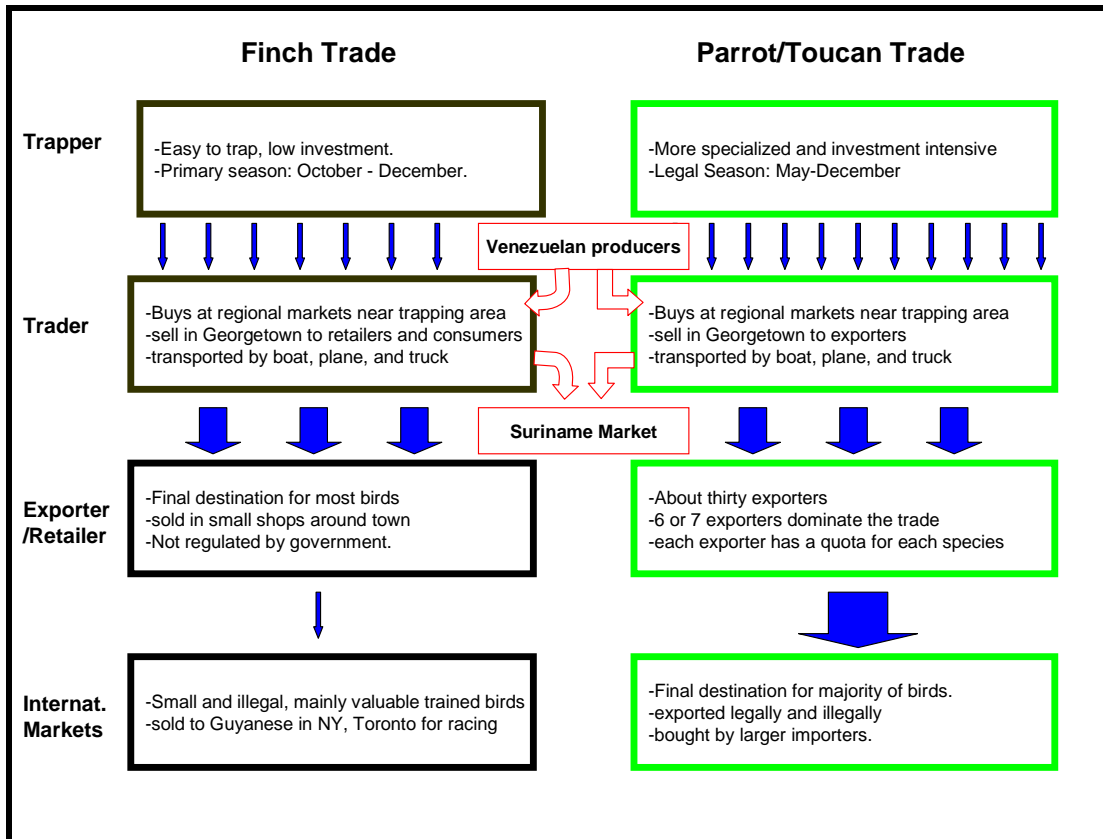 Finch Trade
Parrot/Toucan Trade
Trapper
-Easy to trap, low investment.
-Primary season: October - December.
-More specialized and investment intensive
-Legal Season: May-December
Venezuelan producers
Trader
-Buys at regional markets near trapping area
-sell in Georgetown to retailers and consumers
-transported by boat, plane, and truck
-Buys at regional markets near trapping area
-sell in Georgetown to exporters
-transported by boat, plane, and truck
Suriname Market
Exporter
/Retailer
-Final destination for most birds
-sold in small shops around town
-Not regulated by government.
-About thirty exporters
-6 or 7 exporters dominate the trade
-each exporter has a quota for each species
Internat.
Markets
-Small and illegal, mainly valuable trained birds
-sold to Guyanese in NY, Toronto for racing
-Final destination for majority of birds.
-exported legally and illegally
-bought by larger importers.